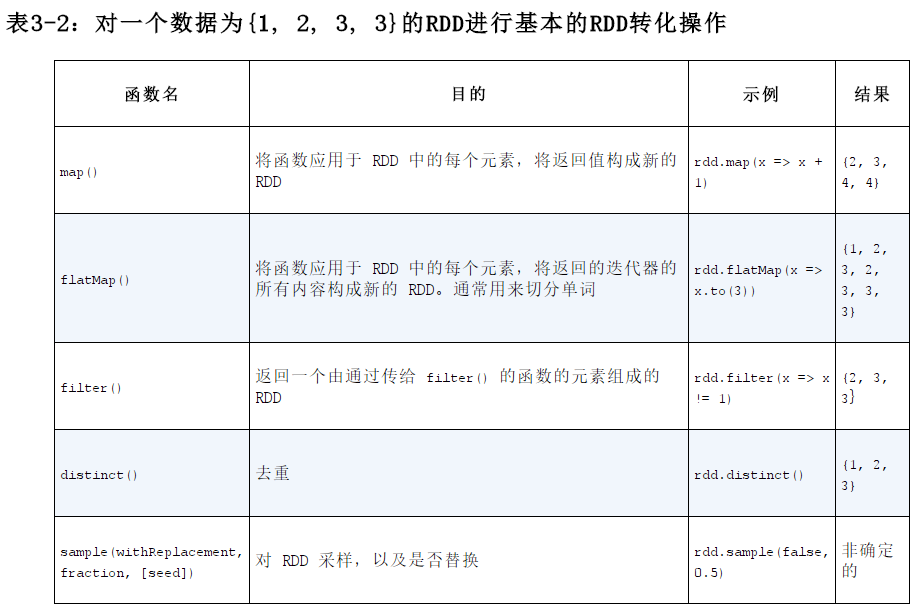 表3-2：对一个数据为{1, 2, 3, 3}的RDD进行基本的RDD转化操作
函数名 目的 示例 结果
map() 将函数应用于 RDD 中的每个元素，将返回值构成新的 RDD rdd.map(x => x + 1) {2, 3, 4, 4}
flatMap() 将函数应用于 RDD 中的每个元素，将返回的迭代器的所有内容构成新的 RDD。通常用来切分单词 rdd.flatMap(x => x.to(3)) {1, 2, 3, 2, 3, 3, 3}
filter() 返回一个由通过传给 filter() 的函数的元素组成的 RDD rdd.filter(x => x != 1) {2, 3, 3}
distinct() 去重 rdd.distinct() {1, 2, 3}
sample(withReplacement, fraction, [seed]) 对 RDD 采样，以及是否替换 rdd.sample(false, 0.5) 非确定的